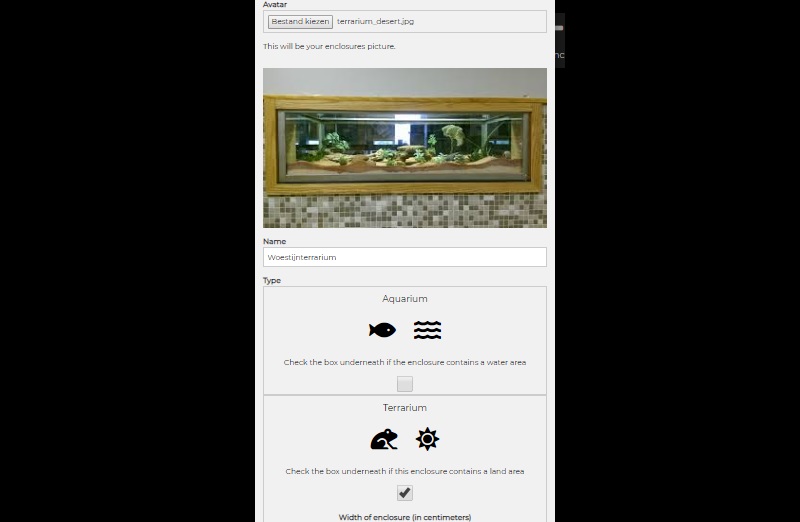 Avatar
Bestand kiezen terrarium_desert.jpg
This will be your enclosures picture.
Name
Woestijnterrarium
Type
Aquarium
Check the box underneath if the enclosure contains a water area
Terrarium
Check the box underneath if this enclosure contains a land area
Width of enclosure (in centimeters)